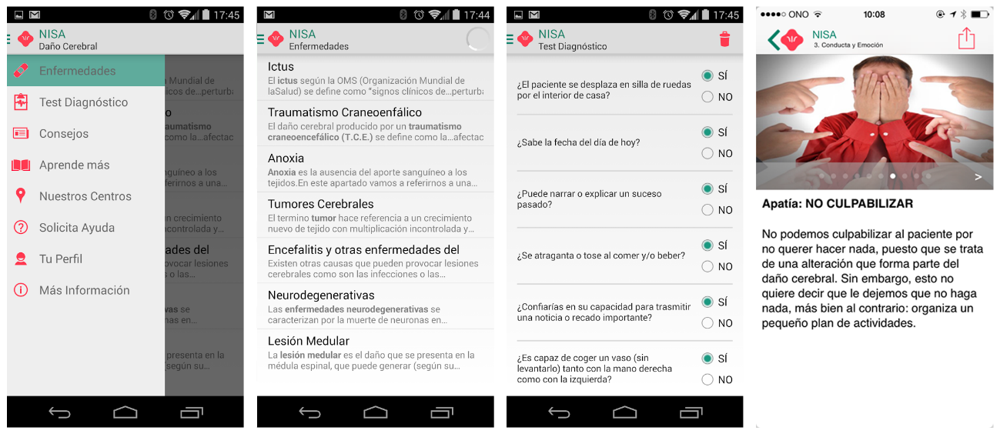 17:45
NISA
Daño Cerebral
Enfermedades
Test Diagnóstico
Consejos
Aprende más
Nuestros Centros
Solicita Ayuda
Tu Perfil
Más Información
Mundial de
icos de...perturba
o
aumatismo
la...afectac
nguíneo a los
ferirnos a una...
n crecimiento
ncontrolada y...
ades del
ovocar lesiones
s o las...
vas se
nas en...
presenta en la
(según su...
17:44
NISA
Enfermedades
Ictus
El ictus según la OMS (Organización Mundial de
laSalud) se define como “signos clínicos de...perturba
Traumatismo Craneoenfálico
El daño cerebral producido por un traumatismo
craneoencefálico (T.C.E.) se define como la...afectac
Anoxia
Anoxia es la ausencia del aporte sanguíneo a los
tejidos.En este apartado vamos a referirnos a una...
Tumores Cerebrales
El termino tumor hace referencia a un crecimiento
nuevo de tejido con multiplicación incontrolada y...
Encefalitis y otras enfermedades del
Existen otras causas que pueden provocar lesiones
cerebrales como son las infecciones o las...
Neurodegenerativas
Las enfermedades neurodegenerativas se
caracterizan por la muerte de neuronas en...
Lesión Medular
La lesión medular es el daño que se presenta en la
médula espinal, que puede generar (según su...
17:45
NISA
Test Diagnóstico
¿El paciente se desplaza en silla de ruedas
por el interior de casa?
SÍ
NO
¿Sabe la fecha del día de hoy?
SÍ
NO
¿Puede narrar o explicar un suceso
pasado?
SÍ
NO
¿Se atraganta o tose al comer y/o beber?
SÍ
NO
¿Confiarías en su capacidad para trasmitir
una noticia o recado importante?
SÍ
NO
¿Es capaz de coger un vaso (sin
levantarlo) tanto con la mano derecha
como con la izquierda?
SÍ
NO
ONO 10:08
NISA
3. Conducta y Emoción
>
Apatía: NO CULPABILIZAR
No podemos culpabilizar al paciente por
no querer hacer nada, puesto que se trata
de una alteración que forma parte del
daño cerebral. Sin embargo, esto no
quiere decir que le dejemos que no haga
nada, más bien al contrario: organiza un
pequeño plan de actividades.